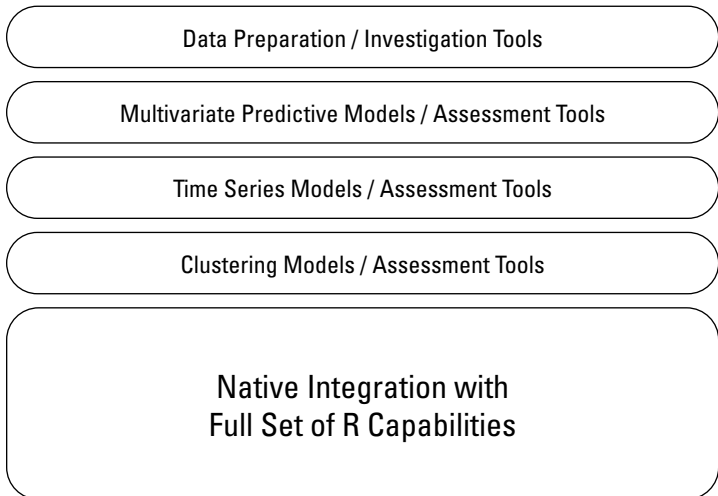 Data Preparation / Investigation Tools
Multivariate Predictive Models / Assessment Tools
Time Series Models / Assessment Tools
Clustering Models / Assessment Tools
Native Integration with
Full Set of R Capabilities